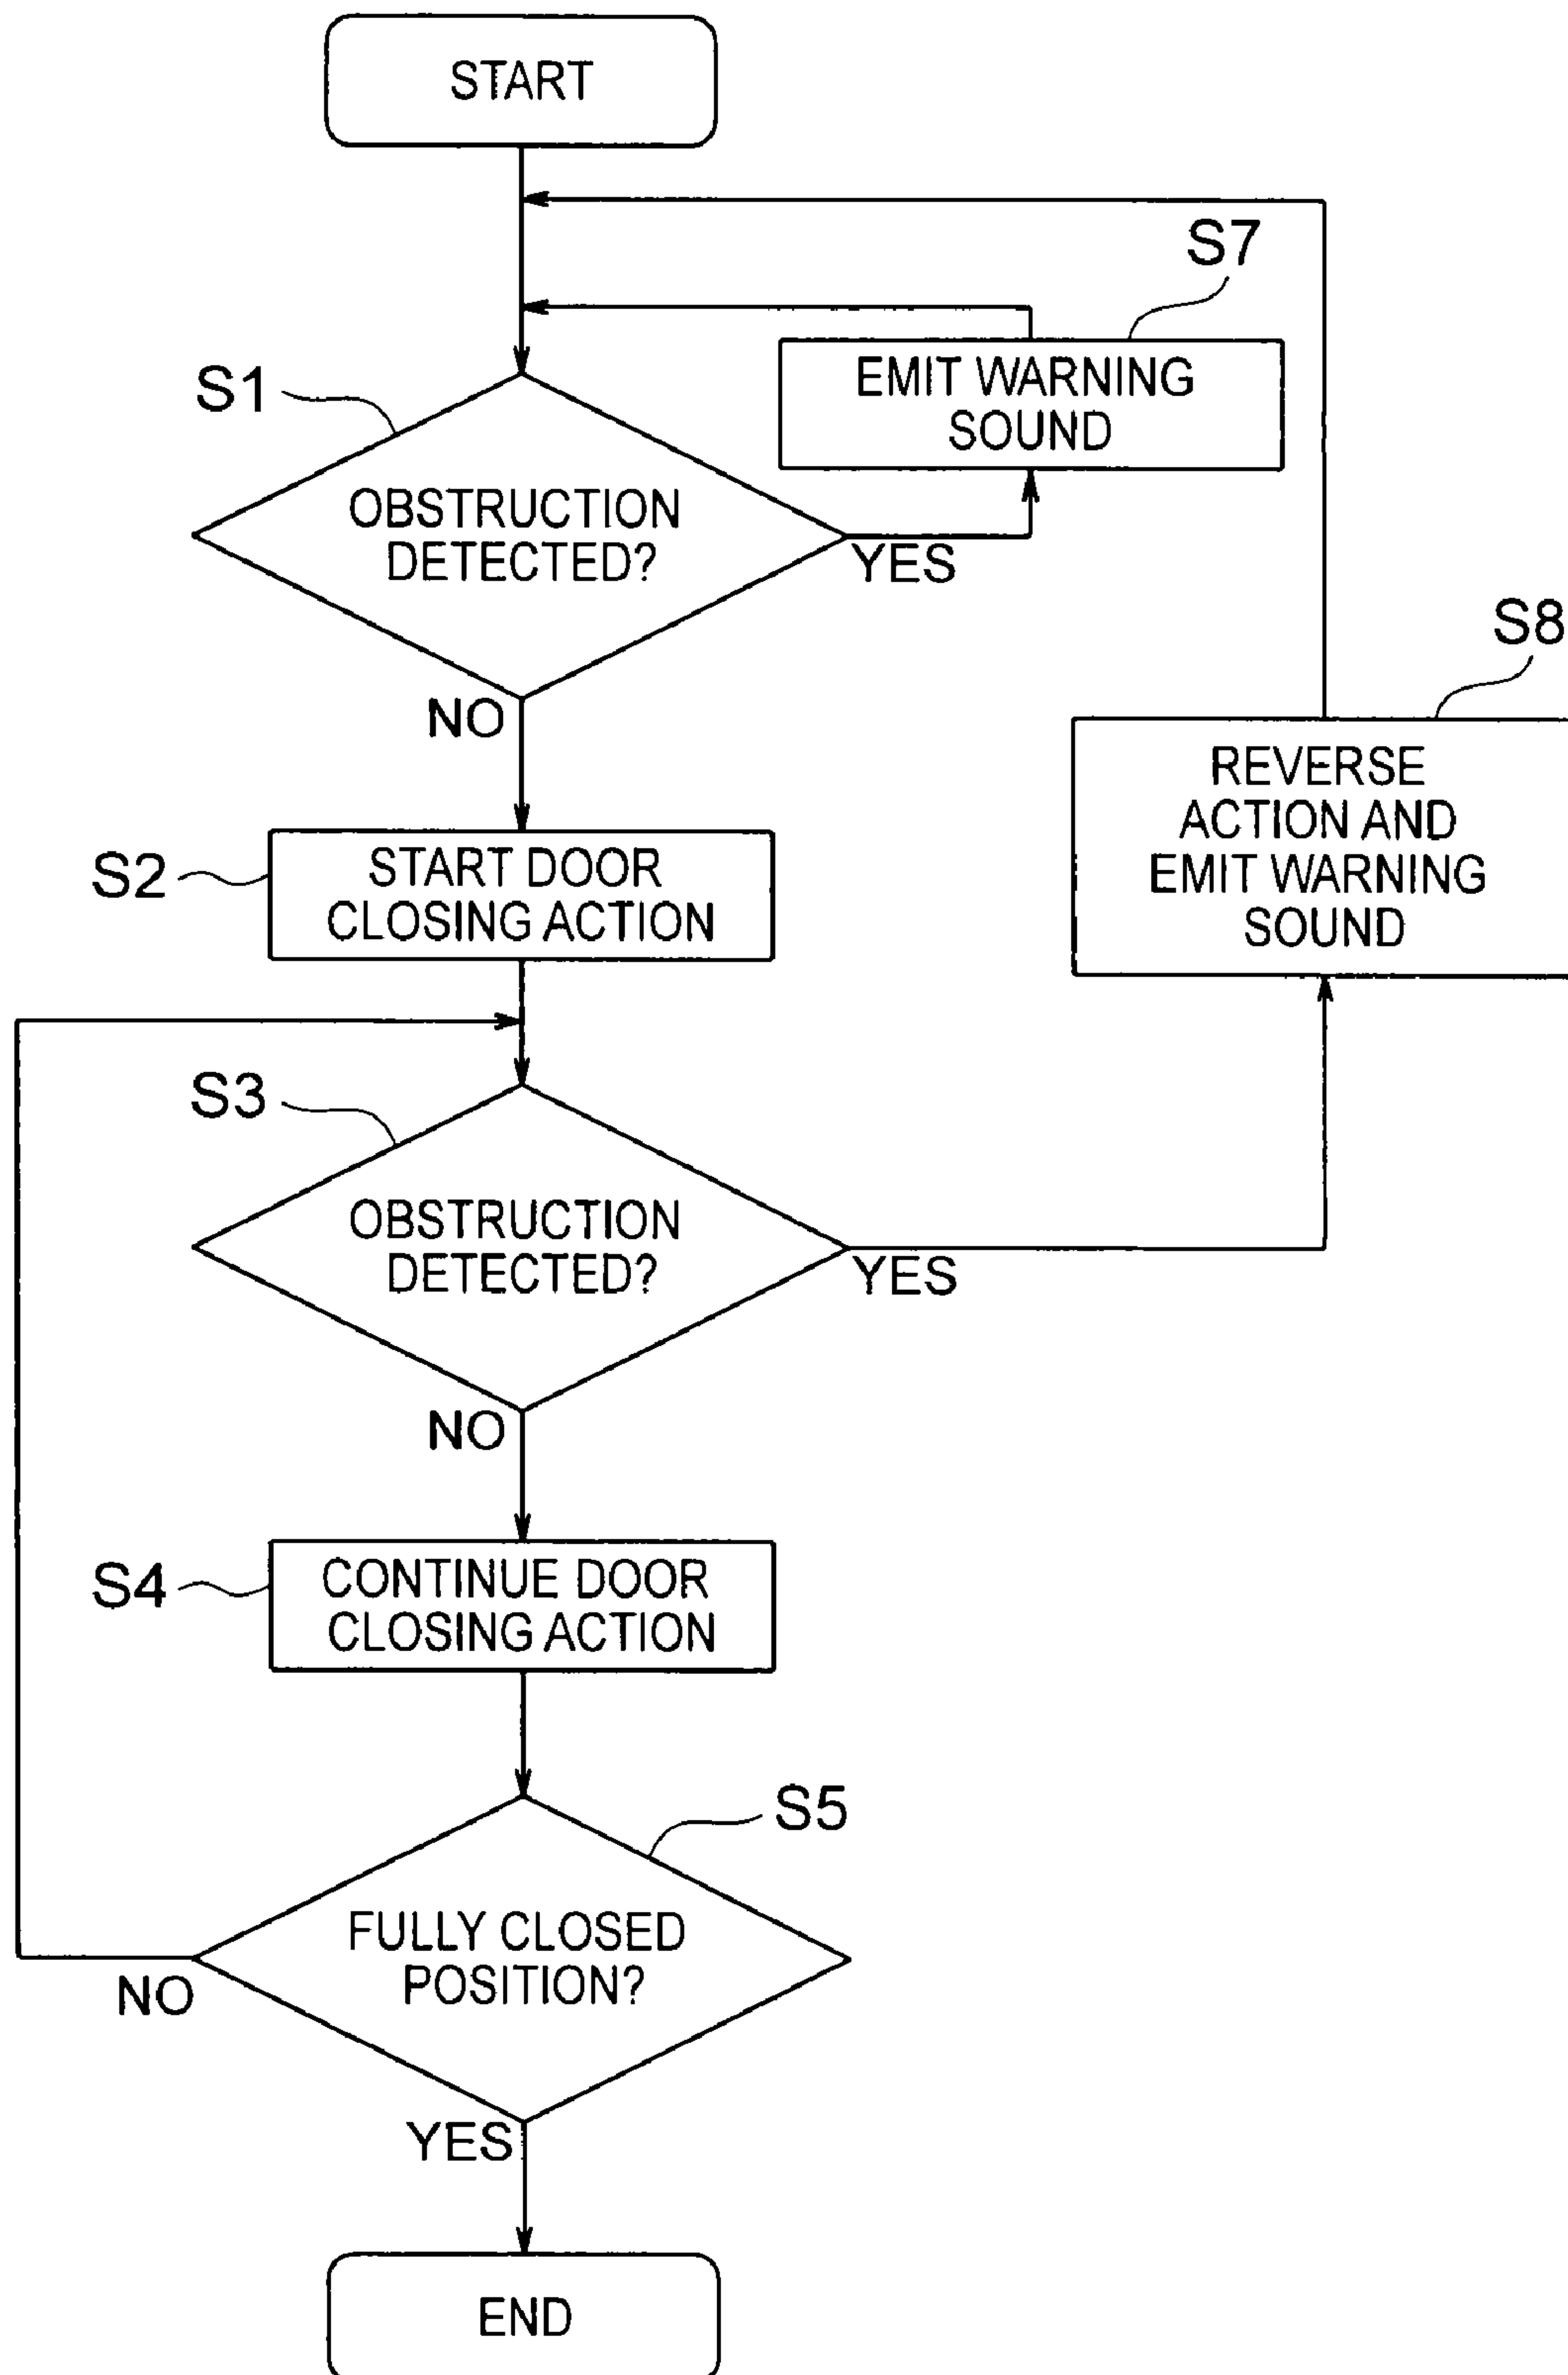 START
S7
EMIT WARNING
SOUND
S1
OBSTRUCTION
DETECTED?
YES
NO
S8
REVERSE
ACTION AND
EMIT WARNING
SOUND
S2
START DOOR
CLOSING ACTION
S3
OBSTRUCTION
DETECTED?
YES
NO
S4
CONTINUE DOOR
CLOSING ACTION
S5
FULLY CLOSED
POSITION?
NO
YES
END